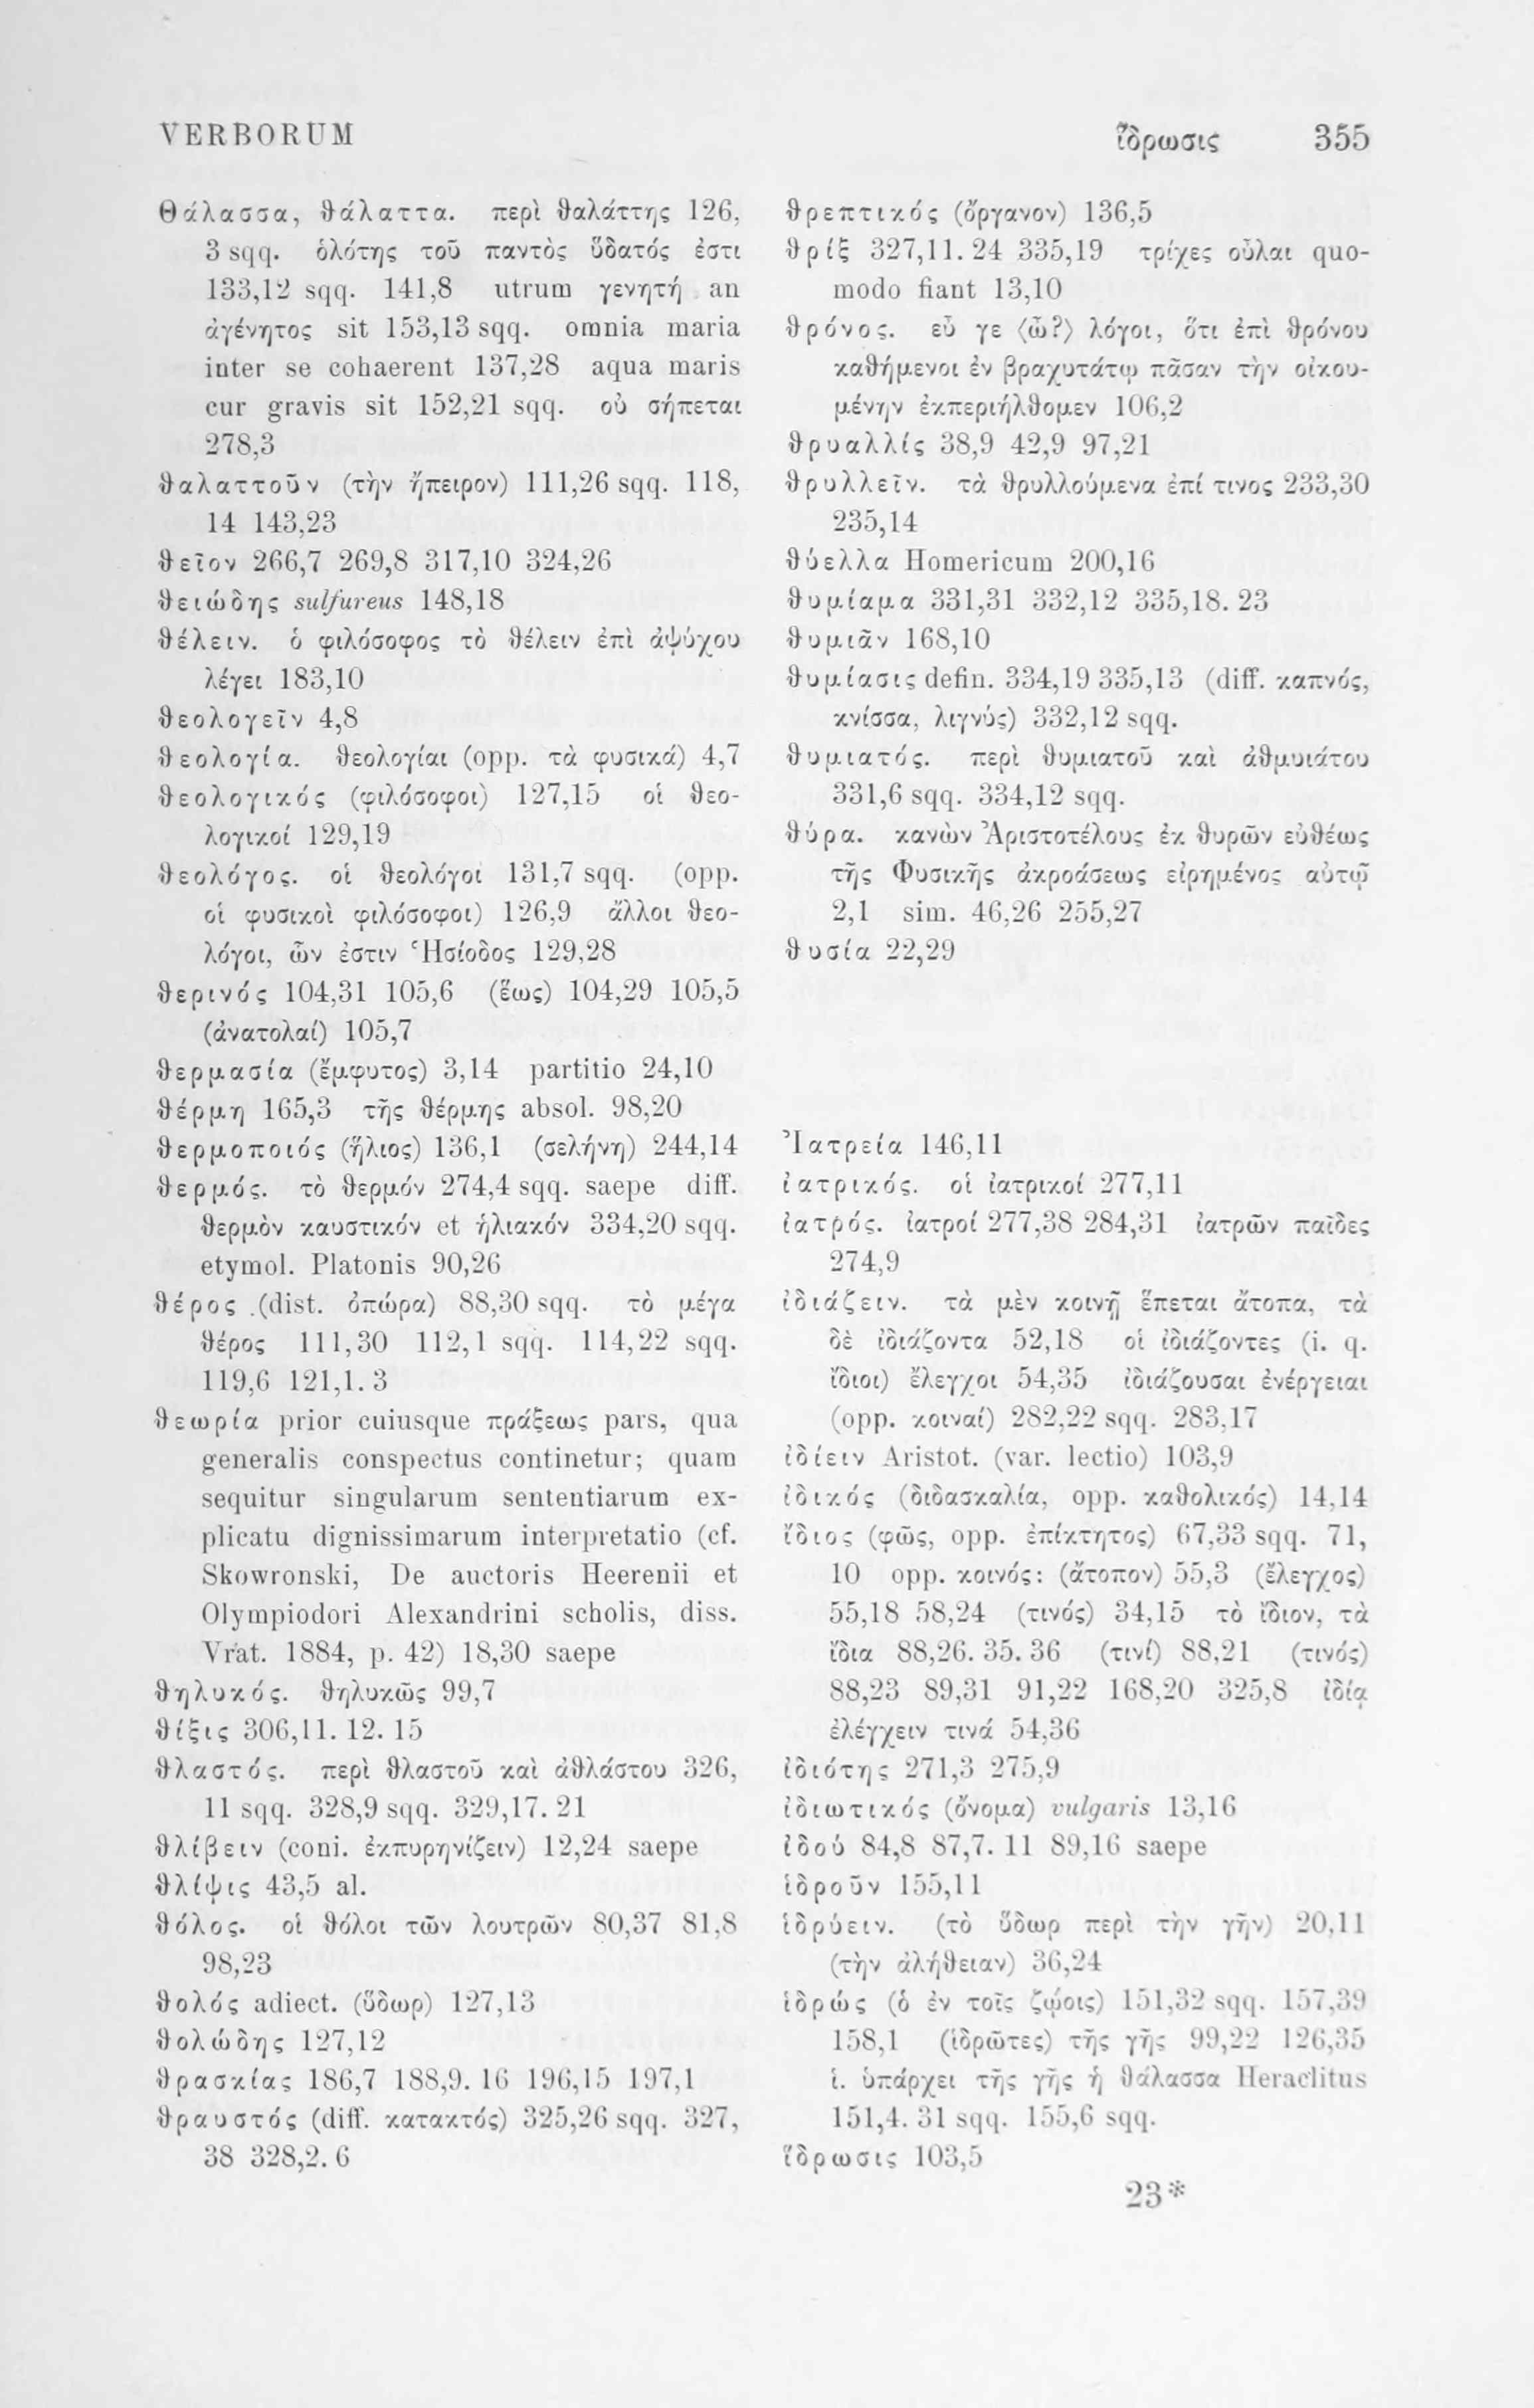 VERBORUM
ἵδρωσις 355
Θάλασσα, θάλαττα. περὶ θαλάττης 126,
3 sqq. ὁλότης τοῦ παντὸς ὕδατός ἐστι
133,12 sqq. 141,8 utrum γενητή an
ἀγένητος sit 153,13 sqq. omnia maria
inter se cohaerent 137,28 aqua maris
cur gravis sit 152,21 sqq. οὐ σήπεται
278,3
θαλαττοῦν (τὴν ἤπειρον) 111,26 sqq. 118,
14 143,23
θεῖον 266,7 269,8 317,10 324,26
θειώδης sulfureus 148,18
θέλειν. ὁ φιλόσοφος τὸ θέλειν ἐπὶ ἀψύχου
λέγει 183,10
θεολογεῖν 4,8
θεολογία. θεολογίαι (opp. τὰ φυσικά) 4,7
θεολογικός (φιλόσοφοι) 127,15 οἱ θεο-
λογικοί 129,19
θεολόγος. οἱ θεολόγοι 131,7 sqq. (opp.
οἱ φυσικοὶ φιλόσοφοι) 126,9 ἄλλοι θεο-
λόγοι, ὧν ἐστιν Ἡσίοδος 129,28
θερινός 104,31 105,6 (ἕως) 104,29 105,5
(ἀνατολαί) 105,7
θερμασία (ἔμφυτος) 3,14 partitio 24,10
θέρμη 165,3 τῆς θέρμης absol. 98,20
θερμοποιός (ἥλιος) 136,1 (σελήνη) 244,14
θερμός. τὸ θερμόν 274,4 sqq. saepe diff.
θερμὸν καυστικόν et ἡλιακόν 334,20 sqq.
etymol. Platonis 90,26
θέρος (dist. ὀπώρα) 88,30 sqq. τὸ μέγα
θέρος 111,30 112,1 sqq. 114,22 sqq.
119,6 121,1. 3
θεωρία prior cuiusque πράξεως pars, qua
generalis conspectus continetur; quam
sequitur singularum sententiarum ex-
plicatu dignissimarum interpretatio (cf.
Skowronski, De auctoris Heerenii et
Olympiodori Alexandrini scholis, diss.
Vrat. 1884, p. 42) 18,30 saepe
θηλυκός. θηλυκῶς 99,7
θίξις 306,11. 12. 15
θλαστός. περὶ θλαστοῦ καὶ ἀθλάστου 326,
11 sqq. 328,9 sqq. 329,17. 21
θλίβειν (coni. ἐκπυρηνίζειν) 12,24 saepe
θλίψις 43,5 al.
θόλος. οἱ θόλοι τῶν λουτρῶν 80,37 81,8
98,23
θολός adiect. (ὕδωρ) 127,13
θολώδης 127,12
θρασκίας 186,7 188,9. 16 196,15 197,1
θραυστός (diff. κατακτός) 325,26 sqq. 327,
38 328,2. 6
θρεπτικός (ὄργανον) 136,5
θρίξ 327,11. 24 335,19 τρίχες οὖλαι quo-
modo fiant 13,10
θρόνος. εὖ γε ⟨ὦ?⟩ λόγοι, ὅτι ἐπὶ θρόνου
καθήμενοι ἐν βραχυτάτῳ πᾶσαν τὴν οἰκου-
μένην ἐκπεριήλθομεν 106,2
θρυαλλίς 38,9 42,9 97,21
θρυλλεῖν. τὰ θρυλλούμενα ἐπί τινος 233,30
235,14
θύελλα Homericum 200,16
θυμίαμα 331,31 332,12 335,18. 23
θυμιᾶν 168,10
θυμίασις defin. 334,19 335,13 (diff. καπνός,
κνίσσα, λιγνύς) 332,12 sqq.
θυμιατός. περὶ θυμιατοῦ καὶ ἀθμυιάτου
331,6 sqq. 334,12 sqq.
θύρα. κανὼν Ἀριστοτέλους ἐκ θυρῶν εὐθέως
τῆς Φυσικῆς ἀκροάσεως εἰρημένος αὐτῷ
2,1 sim. 46,26 255,27
θυσία 22,29
Ἰατρεία 146,11
ἰατρικός. οἱ ἰατρικοί 277,11
ἰατρός. ἰατροί 277,38 284,31 ἰατρῶν παῖδες
274,9
ἰδιάζειν. τὰ μὲν κοινῇ ἕπεται ἄτοπα, τὰ
δὲ ἰδιάζοντα 52,18 οἱ ἰδιάζοντες (i. q.
ἴδιοι) ἔλεγχοι 54,35 ἰδιάζουσαι ἐνέργειαι
(opp. κοιναί) 282,22 sqq. 283,17
ἰδίειν Aristot. (var. lectio) 103,9
ἰδικός (διδασκαλία, opp. καθολικός) 14,14
ἴδιος (φῶς, opp. ἐπίκτητος) 67,33 sqq. 71,
10 opp. κοινός: (ἄτοπον) 55,3 (ἔλεγχος)
55,18 58,24 (τινός) 34,15 τὸ ἴδιον, τὰ
ἴδια 88,26. 35. 36 (τινί) 88,21 (τινός)
88,23 89,31 91,22 168,20 325,8 ἰδίᾳ
ἐλέγχειν τινά 54,36
ἰδιότης 271,3 275,9
ἰδιωτικός (ὄνομα) vulgaris 13,16
ἰδού 84,8 87,7. 11 89,16 saepe
ἱδροῦν 155,11
ἱδρύειν. (τὸ ὕδωρ περὶ τὴν γῆν) 20,11
(τὴν ἀλήθειαν) 36,24
ἱδρώς (ὁ ἐν τοῖς ζῴοις) 151,32 sqq. 157,39
158,1 (ἱδρῶτες) τῆς γῆς 99,22 126,35
ἱ. ὑπάρχει τῆς γῆς ἡ θάλασσα Heraclitus
151,4. 31 sqq. 155,6 sqq.
ἵδρωσις 103,5
23*